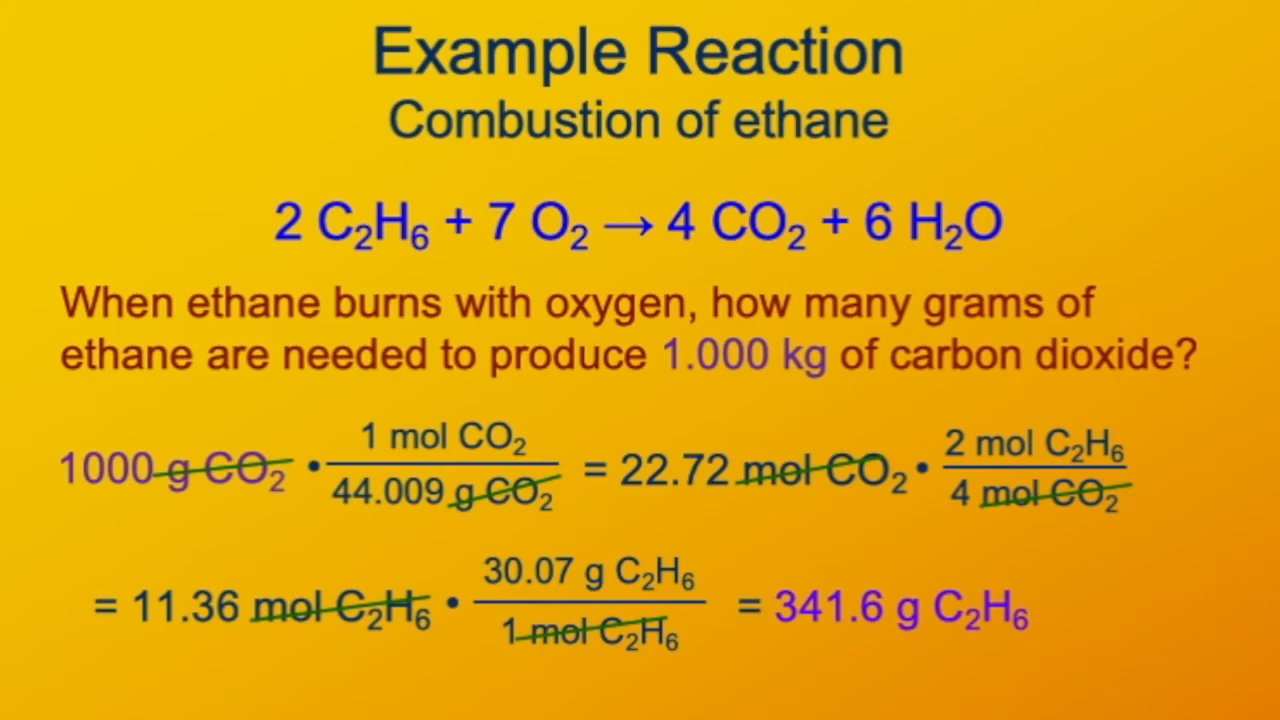 Example Reaction
Combustion of ethane
2 C₂H₆ + 7 O₂ → 4 CO₂ + 6 H₂O
When ethane burns with oxygen, how many grams of
ethane are needed to produce 1.000 kg of carbon dioxide?
1000 g CO₂ • 1 mol CO₂ / 44.009 g CO₂ = 22.72 mol CO₂ • 2 mol C₂H₆ / 4 mol CO₂
= 11.36 mol C₂H₆ • 30.07 g C₂H₆ / 1 mol C₂H₆ = 341.6 g C₂H₆